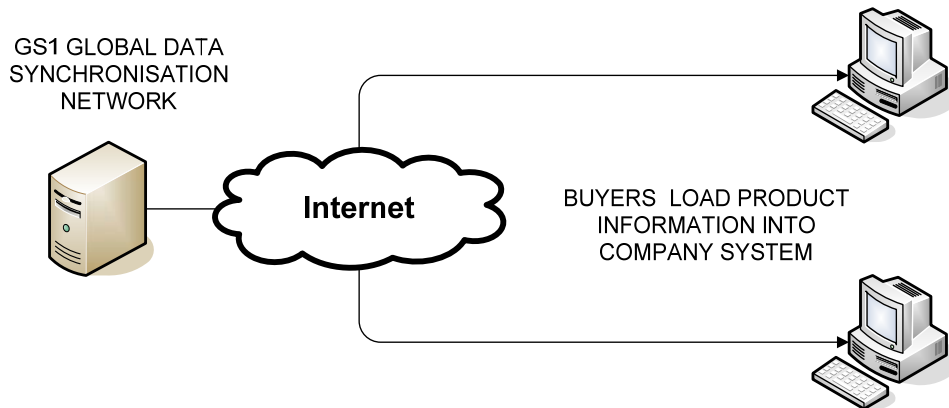 GS1 GLOBAL DATA
SYNCHRONISATION
NETWORK
Internet
BUYERS LOAD PRODUCT
INFORMATION INTO
COMPANY SYSTEM